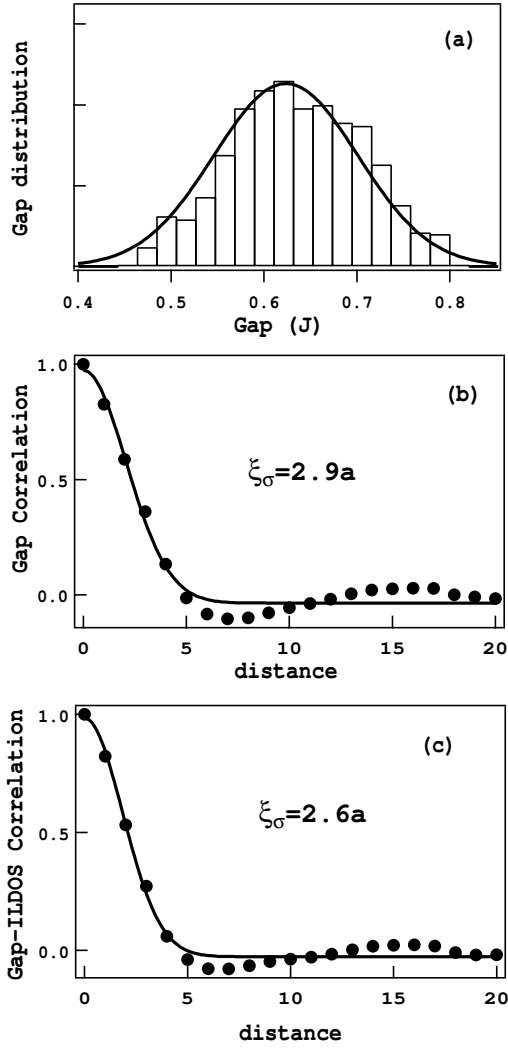 (a)
Gap distribution
0.4 0.5 0.6 0.7 0.8
Gap (J)
(b)
Gap Correlation
1.0
0.5
0.0
ξσ=2.9a
0 5 10 15 20
distance
(c)
Gap-ILDOS Correlation
1.0
0.5
0.0
ξσ=2.6a
0 5 10 15 20
distance